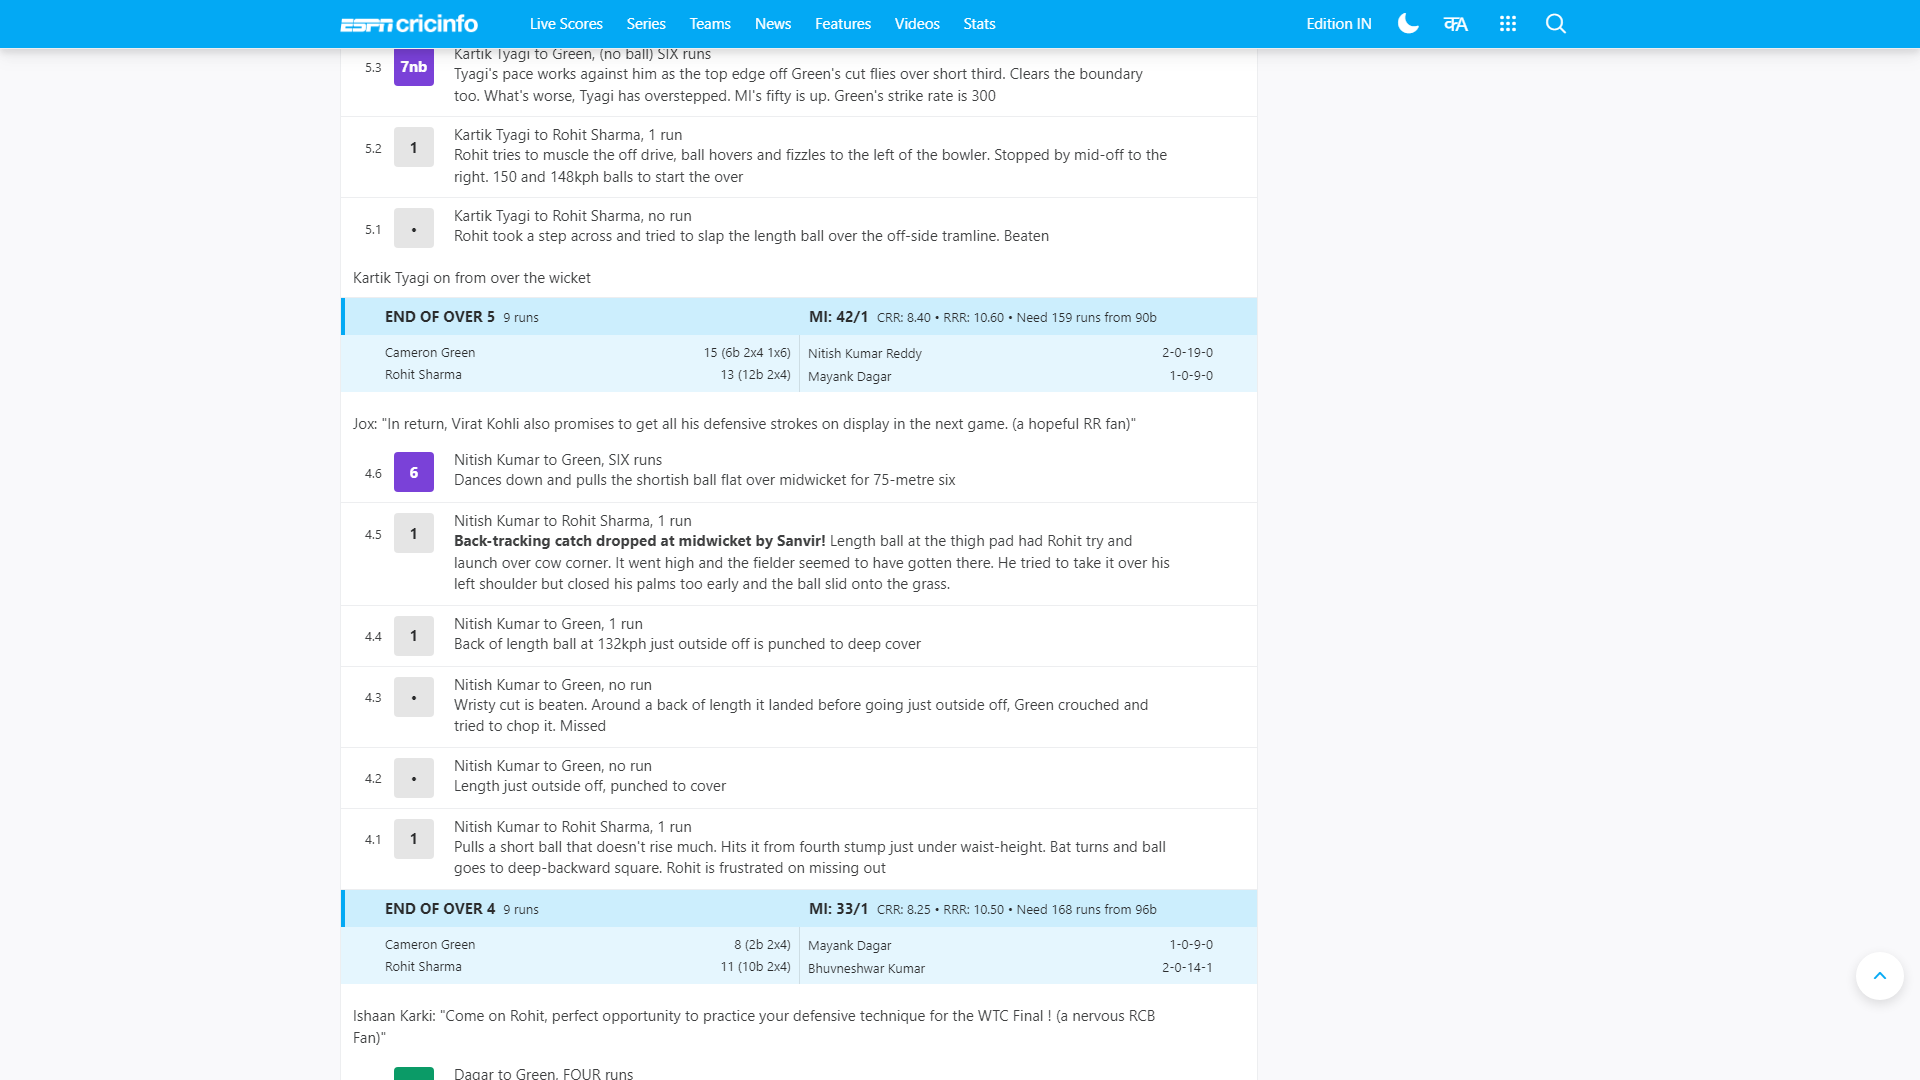 ESPN cricinfo Live Scores Series Teams News Features Videos Stats Edition IN क A
5.3 7nb Kartik Tyagi to Green, (no ball) SIX runs
Tyagi's pace works against him as the top edge off Green's cut flies over short third. Clears the boundary
too. What's worse, Tyagi has overstepped. MI's fifty is up. Green's strike rate is 300
5.2 1 Kartik Tyagi to Rohit Sharma, 1 run
Rohit tries to muscle the off drive, ball hovers and fizzles to the left of the bowler. Stopped by mid-off to the
right. 150 and 148kph balls to start the over
5.1 • Kartik Tyagi to Rohit Sharma, no run
Rohit took a step across and tried to slap the length ball over the off-side tramline. Beaten
Kartik Tyagi on from over the wicket
END OF OVER 5 9 runs MI: 42/1 CRR: 8.40 • RRR: 10.60 • Need 159 runs from 90b
Cameron Green 15 (6b 2x4 1x6) Nitish Kumar Reddy 2-0-19-0
Rohit Sharma 13 (12b 2x4) Mayank Dagar 1-0-9-0
Jox: "In return, Virat Kohli also promises to get all his defensive strokes on display in the next game. (a hopeful RR fan)"
4.6 6 Nitish Kumar to Green, SIX runs
Dances down and pulls the shortish ball flat over midwicket for 75-metre six
4.5 1 Nitish Kumar to Rohit Sharma, 1 run
Back-tracking catch dropped at midwicket by Sanvir! Length ball at the thigh pad had Rohit try and
launch over cow corner. It went high and the fielder seemed to have gotten there. He tried to take it over his
left shoulder but closed his palms too early and the ball slid onto the grass.
4.4 1 Nitish Kumar to Green, 1 run
Back of length ball at 132kph just outside off is punched to deep cover
4.3 • Nitish Kumar to Green, no run
Wristy cut is beaten. Around a back of length it landed before going just outside off, Green crouched and
tried to chop it. Missed
4.2 • Nitish Kumar to Green, no run
Length just outside off, punched to cover
4.1 1 Nitish Kumar to Rohit Sharma, 1 run
Pulls a short ball that doesn't rise much. Hits it from fourth stump just under waist-height. Bat turns and ball
goes to deep-backward square. Rohit is frustrated on missing out
END OF OVER 4 9 runs MI: 33/1 CRR: 8.25 • RRR: 10.50 • Need 168 runs from 96b
Cameron Green 8 (2b 2x4) Mayank Dagar 1-0-9-0
Rohit Sharma 11 (10b 2x4) Bhuvneshwar Kumar 2-0-14-1
Ishaan Karki: "Come on Rohit, perfect opportunity to practice your defensive technique for the WTC Final ! (a nervous RCB
Fan)"
Dagar to Green, FOUR runs